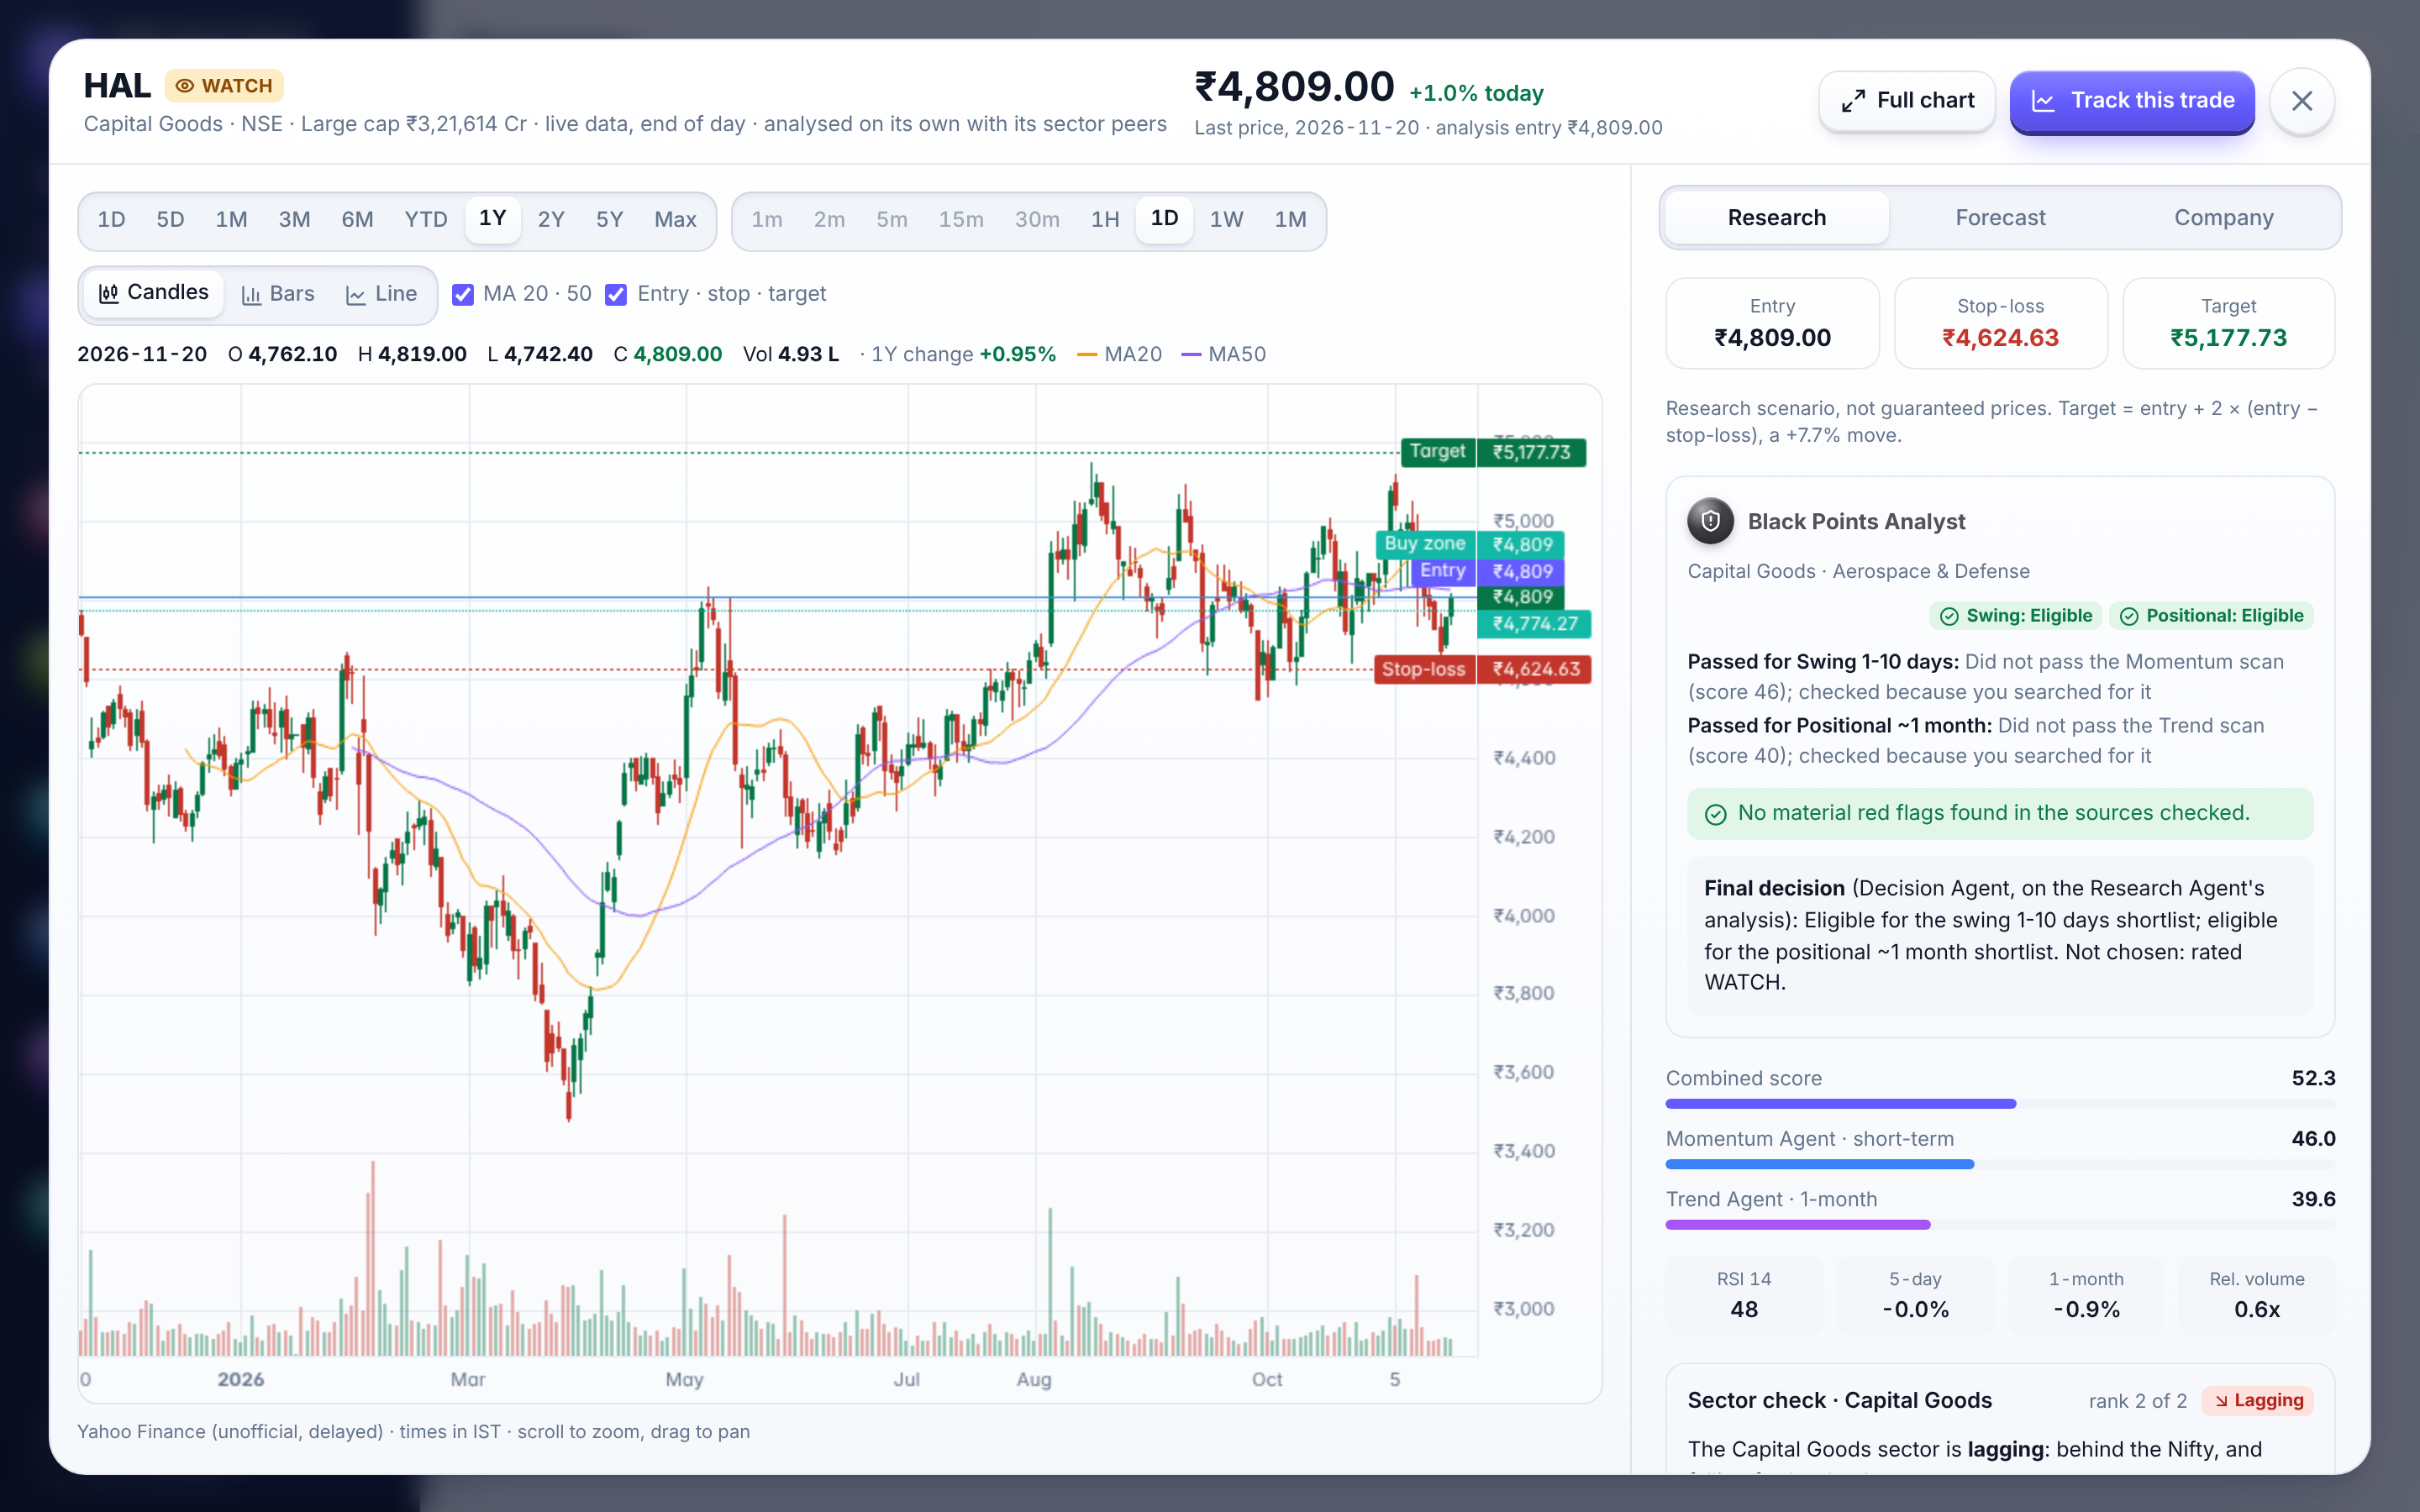 HAL WATCH
Capital Goods · NSE · Large cap ₹3,21,614 Cr · live data, end of day · analysed on its own with its sector peers
₹4,809.00 +1.0% today
Last price, 2026-11-20 · analysis entry ₹4,809.00
Full chart
Track this trade
1D 5D 1M 3M 6M YTD 1Y 2Y 5Y Max
1m 2m 5m 15m 30m 1H 1D 1W 1M
Candles Bars Line
MA 20 · 50 Entry · stop · target
2026-11-20 O 4,762.10 H 4,819.00 L 4,742.40 C 4,809.00 Vol 4.93 L · 1Y change +0.95% MA20 MA50
Target ₹5,177.73
₹5,000
Buy zone ₹4,809
Entry ₹4,809
₹4,809
₹4,774.27
Stop-loss ₹4,624.63
₹4,400
₹4,200
₹4,000
₹3,800
₹3,600
₹3,400
₹3,200
₹3,000
0 2026 Mar May Jul Aug Oct 5
Yahoo Finance (unofficial, delayed) · times in IST · scroll to zoom, drag to pan
Research Forecast Company
Entry
₹4,809.00
Stop-loss
₹4,624.63
Target
₹5,177.73
Research scenario, not guaranteed prices. Target = entry + 2 × (entry −
stop-loss), a +7.7% move.
Black Points Analyst
Capital Goods · Aerospace & Defense
Swing: Eligible Positional: Eligible
Passed for Swing 1-10 days: Did not pass the Momentum scan
(score 46); checked because you searched for it
Passed for Positional ~1 month: Did not pass the Trend scan
(score 40); checked because you searched for it
No material red flags found in the sources checked.
Final decision (Decision Agent, on the Research Agent's
analysis): Eligible for the swing 1-10 days shortlist; eligible
for the positional ~1 month shortlist. Not chosen: rated
WATCH.
Combined score 52.3
Momentum Agent · short-term 46.0
Trend Agent · 1-month 39.6
RSI 14
48
5-day
-0.0%
1-month
-0.9%
Rel. volume
0.6x
Sector check · Capital Goods rank 2 of 2 Lagging
The Capital Goods sector is lagging: behind the Nifty, and